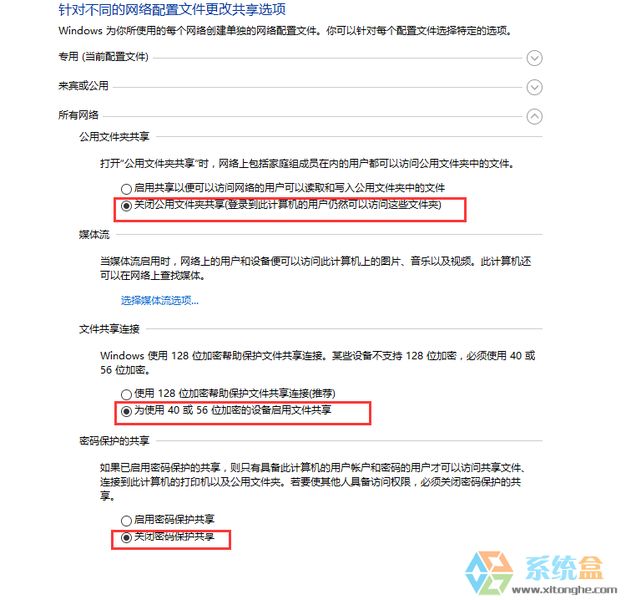 针对不同的网络配置文件更改共享选项
Windows 为你所使用的每个网络创建单独的网络配置文件。你可以针对每个配置文件选择特定的选项。
专用 (当前配置文件)
来宾或公用
所有网络
公用文件夹共享
打开“公用文件夹共享”时，网络上包括家庭组成员在内的用户都可以访问公用文件夹中的文件。
启用共享以便可以访问网络的用户可以读取和写入公用文件夹中的文件
关闭公用文件夹共享(登录到此计算机的用户仍然可以访问这些文件夹)
媒体流
当媒体流启用时，网络上的用户和设备便可以访问此计算机上的图片、音乐以及视频。此计算机还
可以在网络上查找媒体。
选择媒体流选项...
文件共享连接
Windows 使用 128 位加密帮助保护文件共享连接。某些设备不支持 128 位加密，必须使用 40 或
56 位加密。
使用 128 位加密帮助保护文件共享连接(推荐)
为使用 40 或 56 位加密的设备启用文件共享
密码保护的共享
如果已启用密码保护的共享，则只有具备此计算机的用户帐户和密码的用户才可以访问共享文件、
连接到此计算机的打印机以及公用文件夹。若要使其他人具备访问权限，必须关闭密码保护的共
享。
启用密码保护共享
关闭密码保护共享
系统盒
www.xitonghe.com